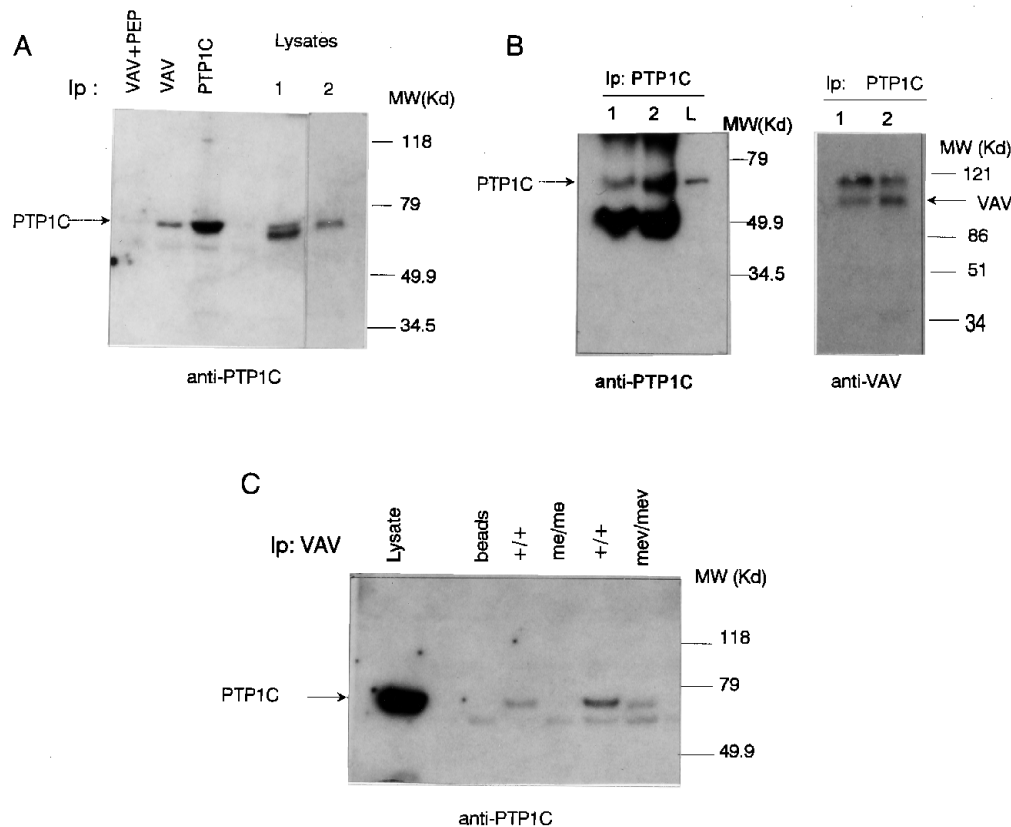 A
VAV+PEP
VAV
PTP1C
Lysates
Ip :
1 2
MW(Kd)
118
79
PTP1C
49.9
34.5
anti-PTP1C
B
Ip: PTP1C
1 2 L
MW(Kd)
79
PTP1C
49.9
34.5
anti-PTP1C
Ip: PTP1C
1 2
MW (Kd)
121
VAV
86
51
34
anti-VAV
C
Ip: VAV
Lysate
beads
+/+
me/me
+/+
mev/mev
MW (Kd)
118
79
PTP1C
49.9
anti-PTP1C